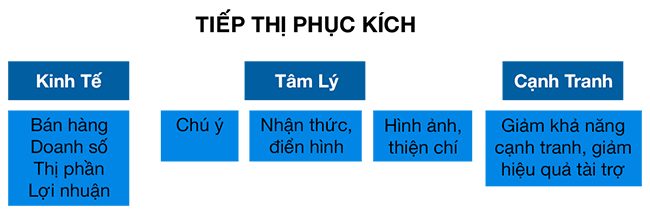 TIẾP THỊ PHỤC KÍCH
Kinh Tế
Tâm Lý
Cạnh Tranh
Bán hàng
Doanh số
Thị phần
Lợi nhuận
Chú ý
Nhận thức,
điển hình
Hình ảnh,
thiện chí
Giảm khả năng
cạnh tranh, giảm
hiệu quả tài trợ